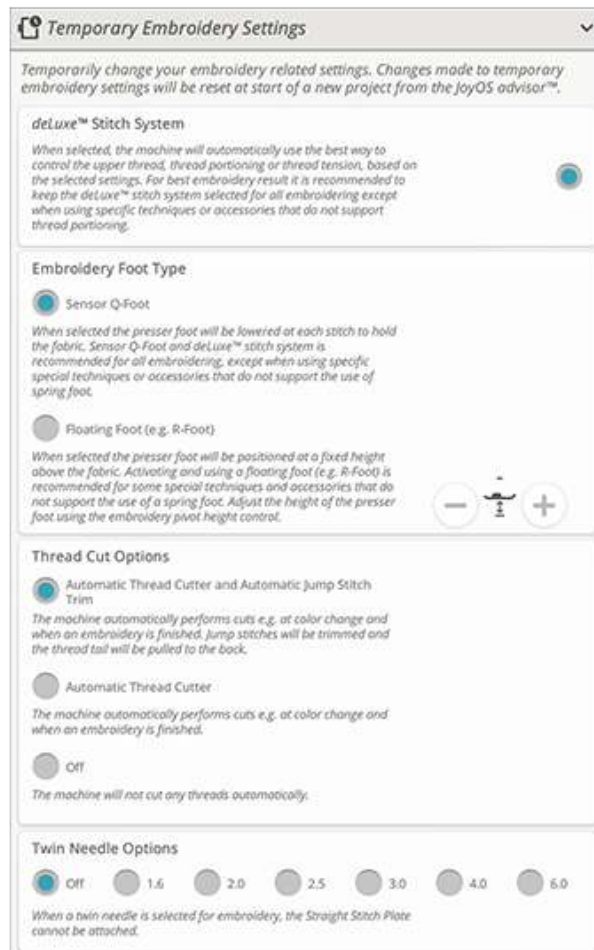 Temporary Embroidery Settings
Temporarily change your embroidery related settings. Changes made to temporary
embroidery settings will be reset at start of a new project from the JoyOS advisor™.
deLuxe™ Stitch System
When selected, the machine will automatically use the best way to
control the upper thread, thread portioning or thread tension, based on
the selected settings. For best embroidery result it is recommended to
keep the deLuxe™ stitch system selected for all embroidering except
when using specific techniques or accessories that do not support
thread portioning.
Embroidery Foot Type
Sensor Q-Foot
When selected the presser foot will be lowered at each stitch to hold
the fabric. Sensor Q-Foot and deLuxe™ stitch system is
recommended for all embroidering, except when using specific
special techniques or accessories that do not support the use of
spring foot.
Floating Foot (e.g. R-Foot)
When selected the presser foot will be positioned at a fixed height
above the fabric. Activating and using a floating foot (e.g. R-Foot) is
recommended for some special techniques and accessories that do
not support the use of a spring foot. Adjust the height of the presser
foot using the embroidery pivot height control.
- +
Thread Cut Options
Automatic Thread Cutter and Automatic Jump Stitch
Trim
The machine automatically performs cuts e.g. at color change and
when an embroidery is finished. Jump stitches will be trimmed and
the thread tail will be pulled to the back.
Automatic Thread Cutter
The machine automatically performs cuts e.g. at color change and
when an embroidery is finished.
Off
The machine will not cut any threads automatically.
Twin Needle Options
Off 1.6 2.0 2.5 3.0 4.0 6.0
When a twin needle is selected for embroidery, the Straight Stitch Plate
cannot be attached.